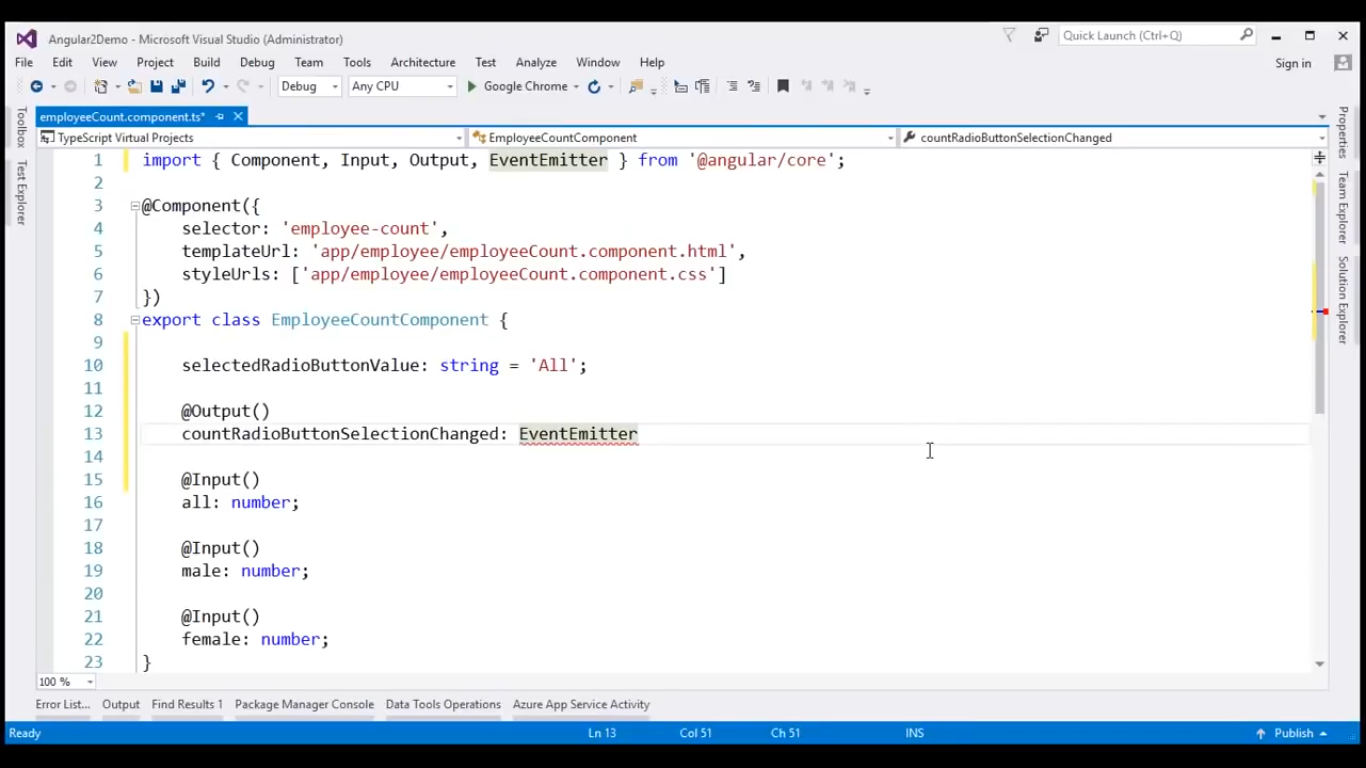 Angular2Demo - Microsoft Visual Studio (Administrator)
Quick Launch (Ctrl+Q)
File Edit View Project Build Debug Team Tools Architecture Test Analyze Window Help
Sign in
Debug Any CPU Google Chrome
employeeCount.component.ts*
TypeScript Virtual Projects EmployeeCountComponent countRadioButtonSelectionChanged
Toolbox
Test Explorer
Properties
Team Explorer
Solution Explorer
1 import { Component, Input, Output, EventEmitter } from '@angular/core';
2
3 @Component({
4 selector: 'employee-count',
5 templateUrl: 'app/employee/employeeCount.component.html',
6 styleUrls: ['app/employee/employeeCount.component.css']
7 })
8 export class EmployeeCountComponent {
9
10 selectedRadioButtonValue: string = 'All';
11
12 @Output()
13 countRadioButtonSelectionChanged: EventEmitter
14
15 @Input()
16 all: number;
17
18 @Input()
19 male: number;
20
21 @Input()
22 female: number;
23 }
100 %
Error List... Output Find Results 1 Package Manager Console Data Tools Operations Azure App Service Activity
Ready Ln 13 Col 51 Ch 51 INS Publish